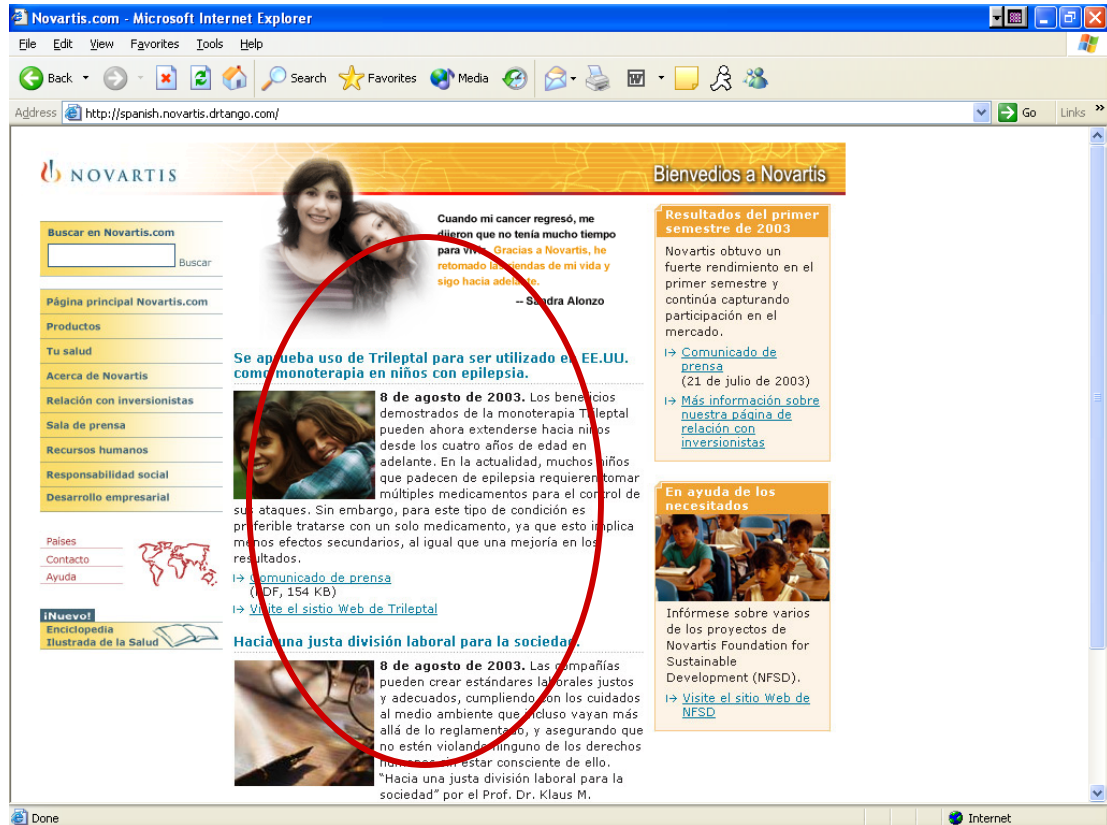 Novartis.com - Microsoft Internet Explorer
File Edit View Favorites Tools Help
Back Search Favorites Media
Address http://spanish.novartis.drtango.com/ Go Links »
NOVARTIS
Bienvedios a Novartis
Buscar en Novartis.com
Buscar
Página principal Novartis.com
Productos
Tu salud
Acerca de Novartis
Relación con inversionistas
Sala de prensa
Recursos humanos
Responsabilidad social
Desarrollo empresarial
Paises
Contacto
Ayuda
¡Nuevo!
Enciclopedia
Ilustrada de la Salud
Cuando mi cancer regresó, me
dijeron que no tenía mucho tiempo
para vivir. Gracias a Novartis, he
retomado las riendas de mi vida y
sigo hacia adelante.
-- Sandra Alonzo
Se aprueba uso de Trileptal para ser utilizado en EE.UU.
como monoterapia en niños con epilepsia.
8 de agosto de 2003. Los beneficios
demostrados de la monoterapia Trileptal
pueden ahora extenderse hacia niños
desde los cuatro años de edad en
adelante. En la actualidad, muchos niños
que padecen de epilepsia requieren tomar
múltiples medicamentos para el control de
sus ataques. Sin embargo, para este tipo de condición es
preferible tratarse con un solo medicamento, ya que esto implica
menos efectos secundarios, al igual que una mejoría en los
resultados.
Comunicado de prensa
(PDF, 154 KB)
Visite el sistio Web de Trileptal
Hacia una justa división laboral para la sociedad.
8 de agosto de 2003. Las compañías
pueden crear estándares laborales justos
y adecuados, cumpliendo con los cuidados
al medio ambiente que incluso vayan más
allá de lo reglamentado, y asegurando que
no estén violando ninguno de los derechos
humanos sin estar consciente de ello.
"Hacia una justa división laboral para la
sociedad" por el Prof. Dr. Klaus M.
Resultados del primer
semestre de 2003
Novartis obtuvo un
fuerte rendimiento en el
primer semestre y
continúa capturando
participación en el
mercado.
Comunicado de
prensa
(21 de julio de 2003)
Más información sobre
nuestra página de
relación con
inversionistas
En ayuda de los
necesitados
Infórmese sobre varios
de los proyectos de
Novartis Foundation for
Sustainable
Development (NFSD).
Visite el sitio Web de
NFSD
Done Internet